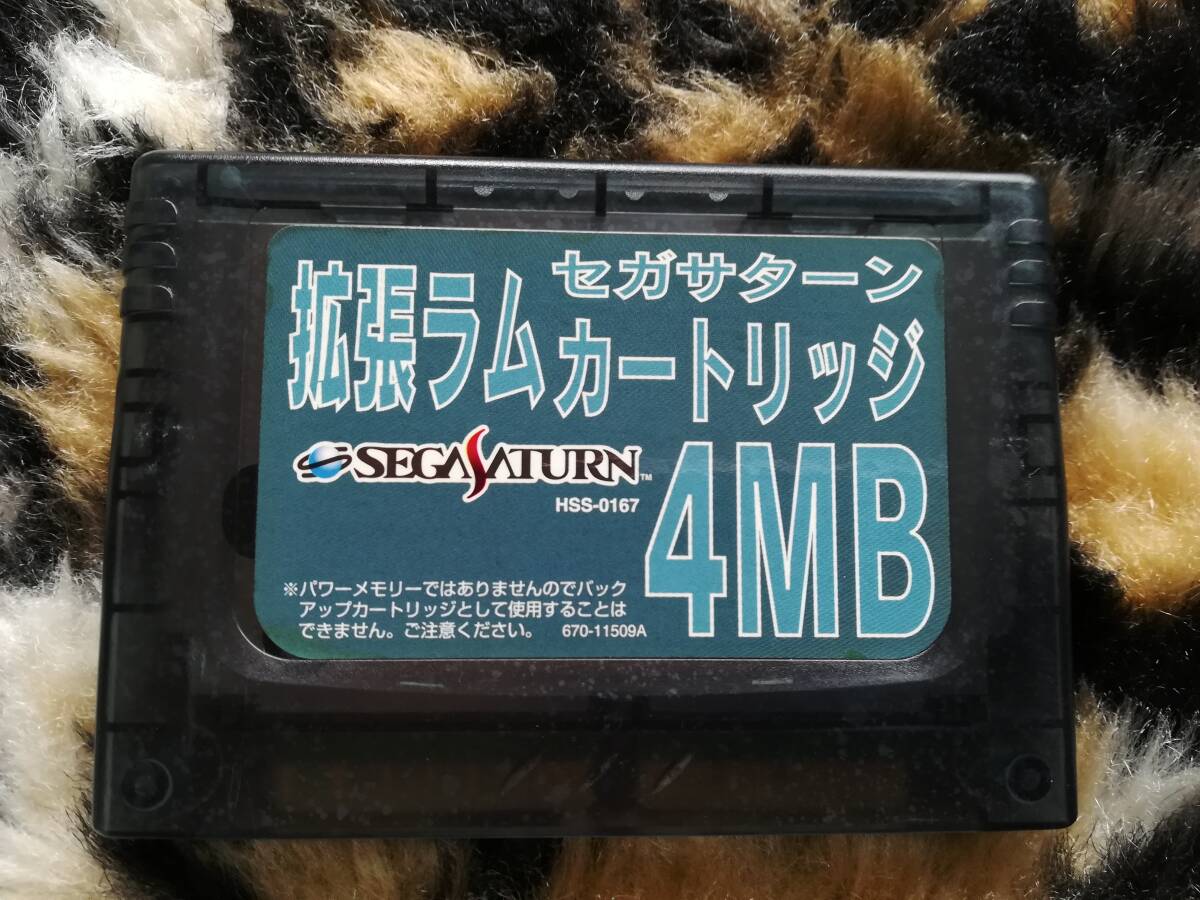 セガサターン
拡張ラムカートリッジ
SEGA SATURN™
HSS-0167
4MB
※パワーメモリーではありませんのでバック
アップカートリッジとして使用することは
できません。ご注意ください。 670-11509A